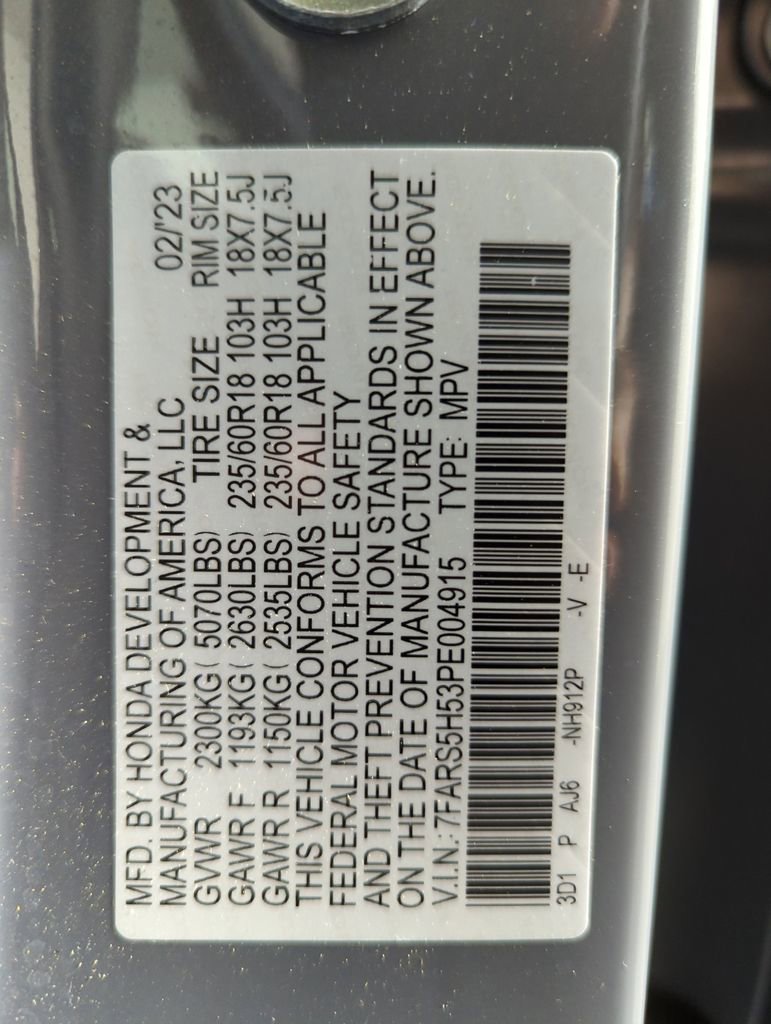 MFD. BY HONDA DEVELOPMENT &
MANUFACTURING OF AMERICA, LLC 02/'23
GVWR 2300KG( 5070LBS) TIRE SIZE RIM SIZE
GAWR F 1193KG( 2630LBS) 235/60R18 103H 18X7.5J
GAWR R 1150KG( 2535LBS) 235/60R18 103H 18X7.5J
THIS VEHICLE CONFORMS TO ALL APPLICABLE
FEDERAL MOTOR VEHICLE SAFETY
AND THEFT PREVENTION STANDARDS IN EFFECT
ON THE DATE OF MANUFACTURE SHOWN ABOVE.
V.I.N.: 7FARS5H53PE004915 TYPE: MPV
3D1 P AJ6 -NH912P -V -E